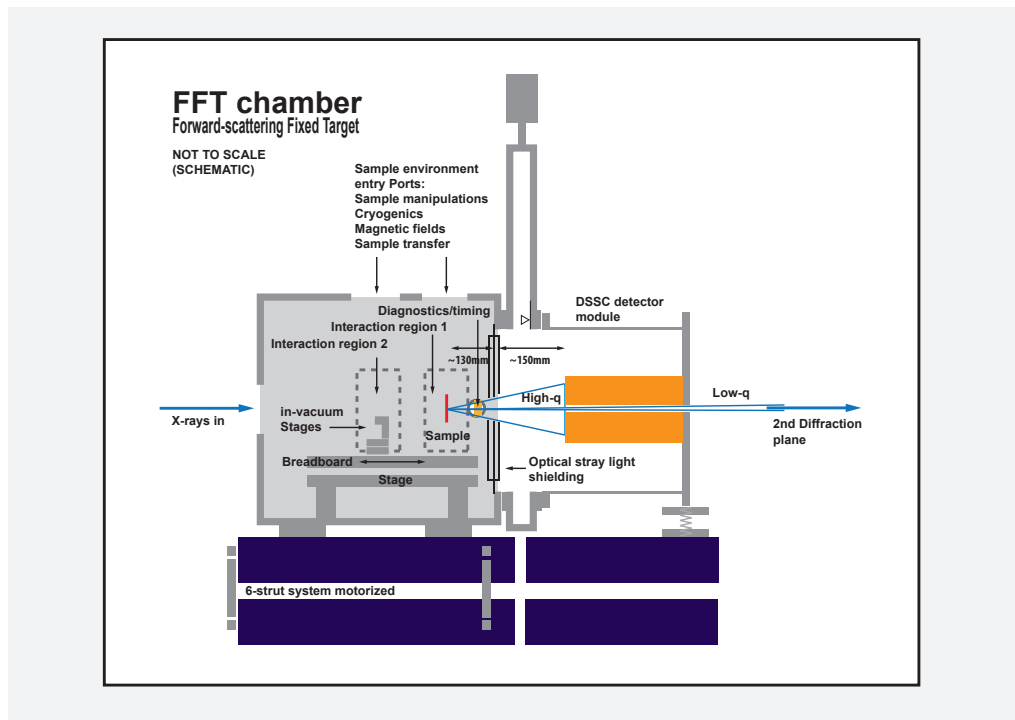 FFT chamber
Forward-scattering Fixed Target
NOT TO SCALE
(SCHEMATIC)
Sample environment
entry Ports:
Sample manipulations
Cryogenics
Magnetic fields
Sample transfer
Diagnostics/timing
Interaction region 1
Interaction region 2
DSSC detector
module
~130mm
~150mm
High-q
Low-q
X-rays in
in-vacuum
Stages
Sample
2nd Diffraction
plane
Breadboard
Stage
Optical stray light
shielding
6-strut system motorized